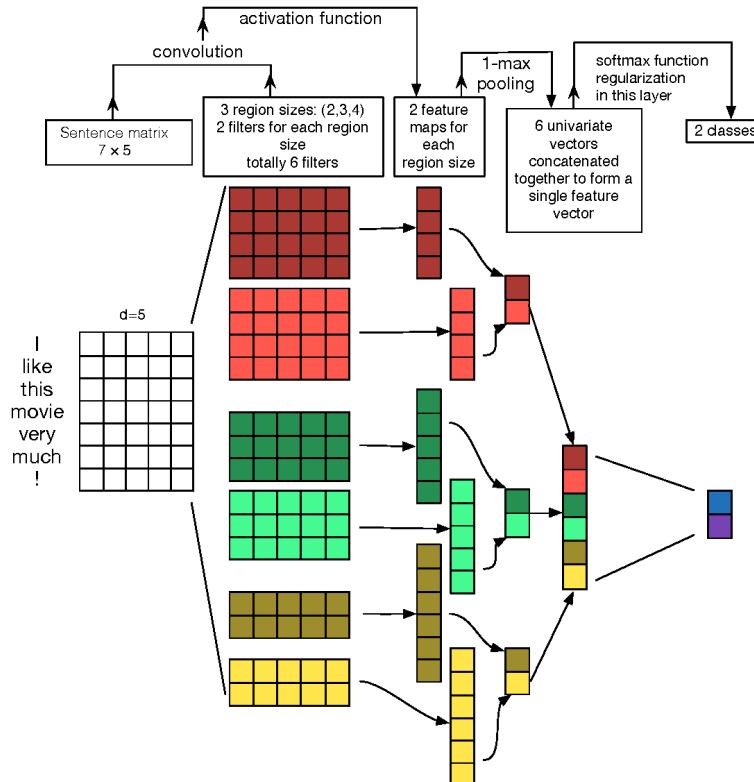 activation function
convolution
1-max
pooling
softmax function
regularization
in this layer
Sentence matrix
7 × 5
3 region sizes: (2,3,4)
2 filters for each region
size
totally 6 filters
2 feature
maps for
each
region size
6 univariate
vectors
concatenated
together to form a
single feature
vector
2 classes
d=5
I
like
this
movie
very
much
!